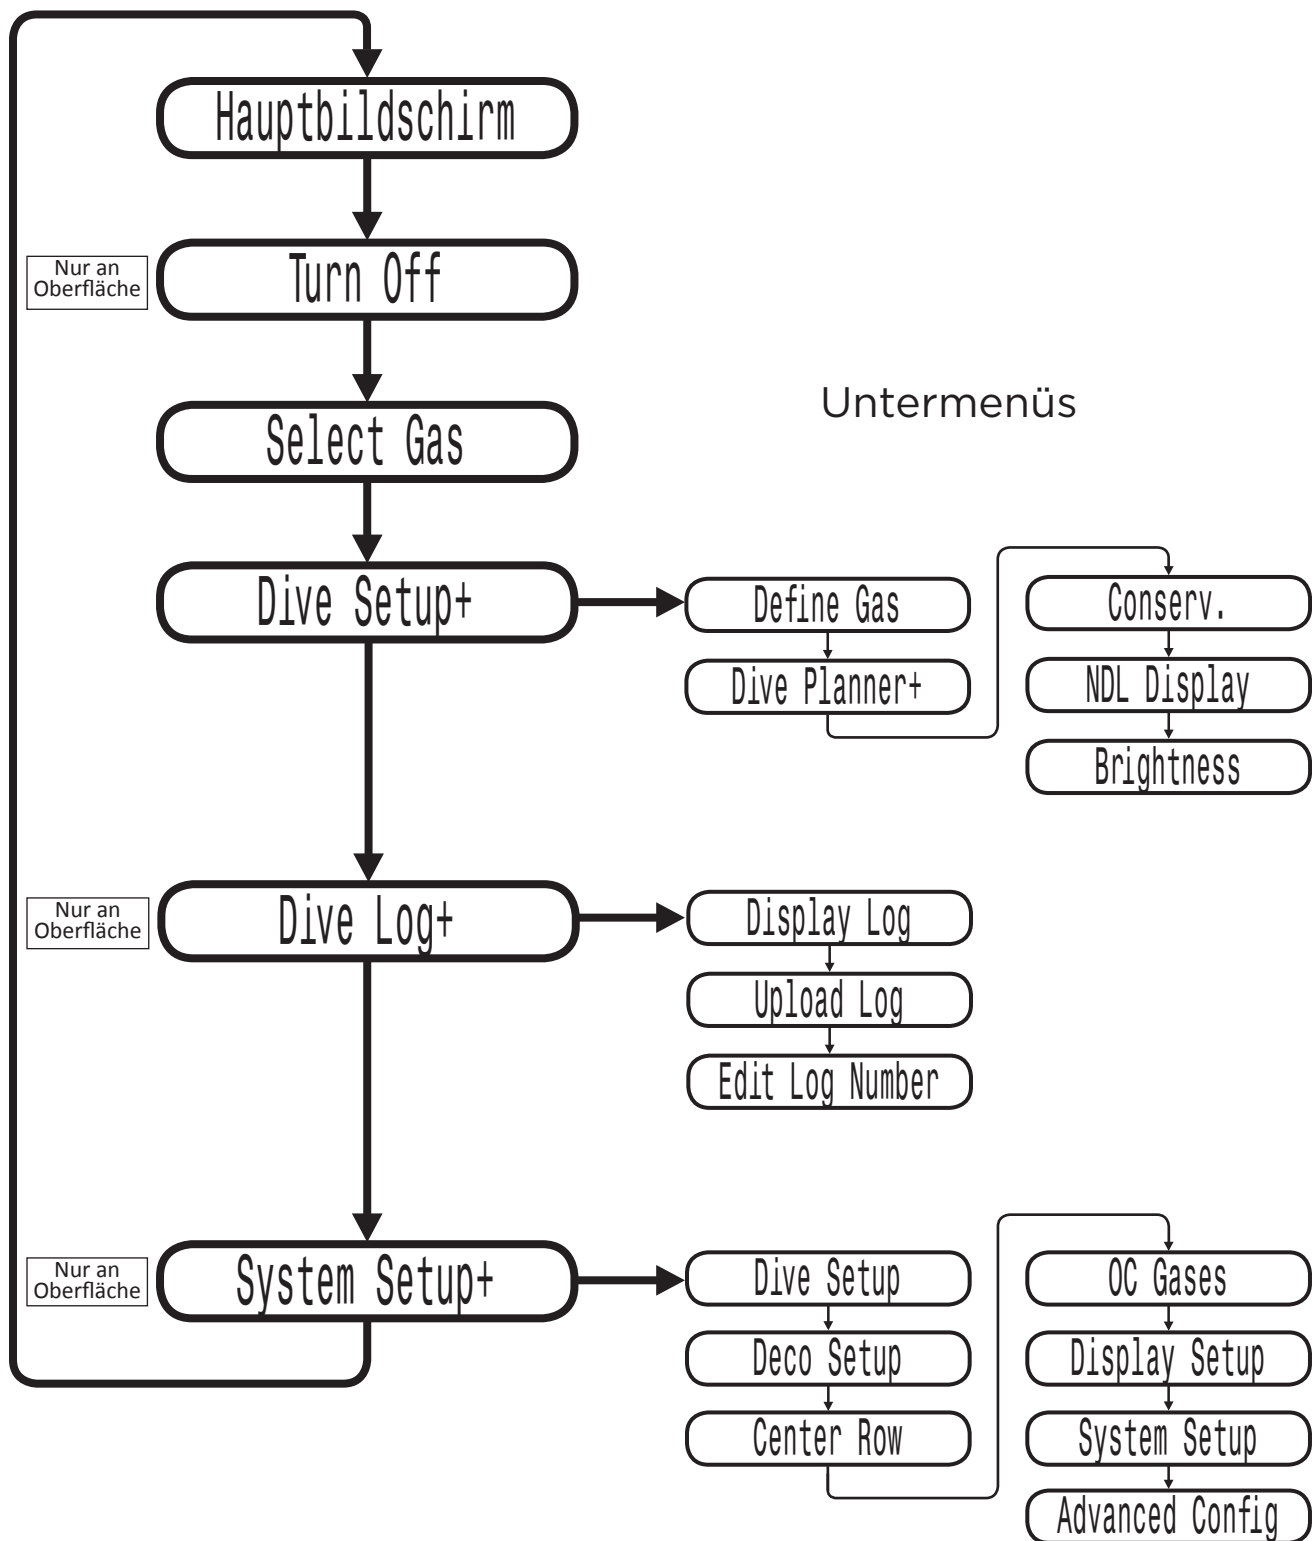 Hauptbildschirm
Nur an
Oberfläche
Turn Off
Select Gas
Untermenüs
Dive Setup+
Define Gas
Dive Planner+
Conserv.
NDL Display
Brightness
Nur an
Oberfläche
Dive Log+
Display Log
Upload Log
Edit Log Number
Nur an
Oberfläche
System Setup+
Dive Setup
Deco Setup
Center Row
OC Gases
Display Setup
System Setup
Advanced Config